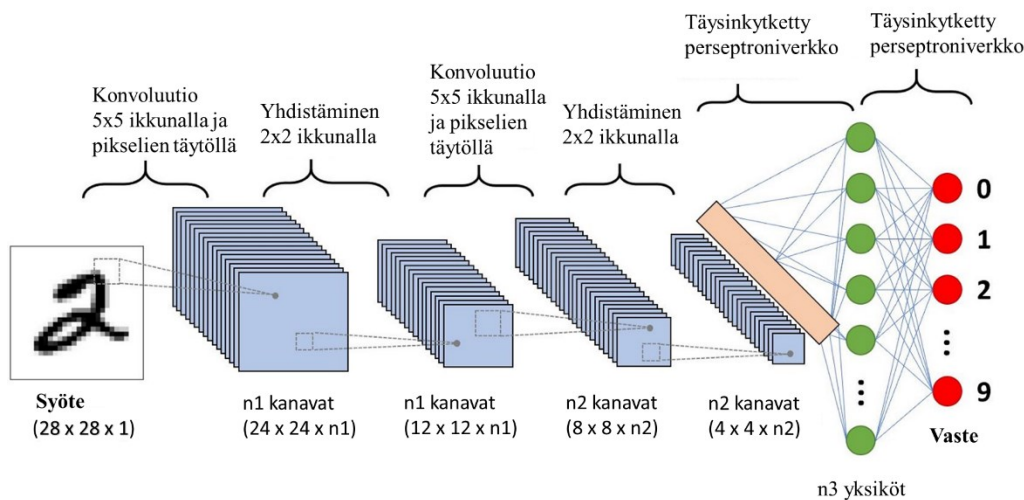 Täysinkytketty
perseptroniverkko
Täysinkytketty
perseptroniverkko
Konvoluutio
5x5 ikkunalla ja
pikselien täytöllä
Yhdistäminen
2x2 ikkunalla
Konvoluutio
5x5 ikkunalla
ja pikselien
täytöllä
Yhdistäminen
2x2 ikkunalla
0
1
2
...
9
...
Syöte
(28 x 28 x 1)
n1 kanavat
(24 x 24 x n1)
n1 kanavat
(12 x 12 x n1)
n2 kanavat
(8 x 8 x n2)
n2 kanavat
(4 x 4 x n2)
Vaste
n3 yksiköt
2